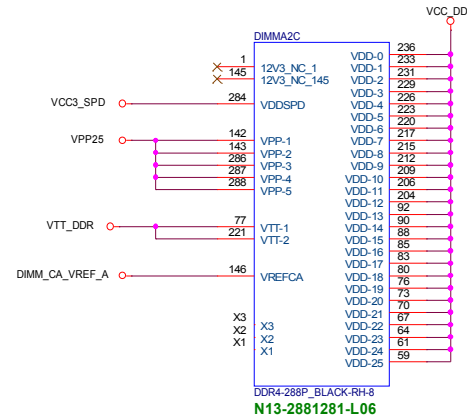 VCC_DD
DIMMA2C
1 12V3_NC_1
145 12V3_NC_145
VCC3_SPD 284 VDDSPD
VPP25 142 VPP-1
143 VPP-2
286 VPP-3
287 VPP-4
288 VPP-5
VTT_DDR 77 VTT-1
221 VTT-2
DIMM_CA_VREF_A 146 VREFCA
X3 X3
X2 X2
X1 X1
VDD-0 236
VDD-1 233
VDD-2 231
VDD-3 229
VDD-4 226
VDD-5 223
VDD-6 220
VDD-7 217
VDD-8 215
VDD-9 212
VDD-10 209
VDD-11 206
VDD-12 204
VDD-13 92
VDD-14 90
VDD-15 88
VDD-16 85
VDD-17 83
VDD-18 80
VDD-19 76
VDD-20 73
VDD-21 70
VDD-22 67
VDD-23 64
VDD-24 61
VDD-25 59
DDR4-288P_BLACK-RH-8
N13-2881281-L06